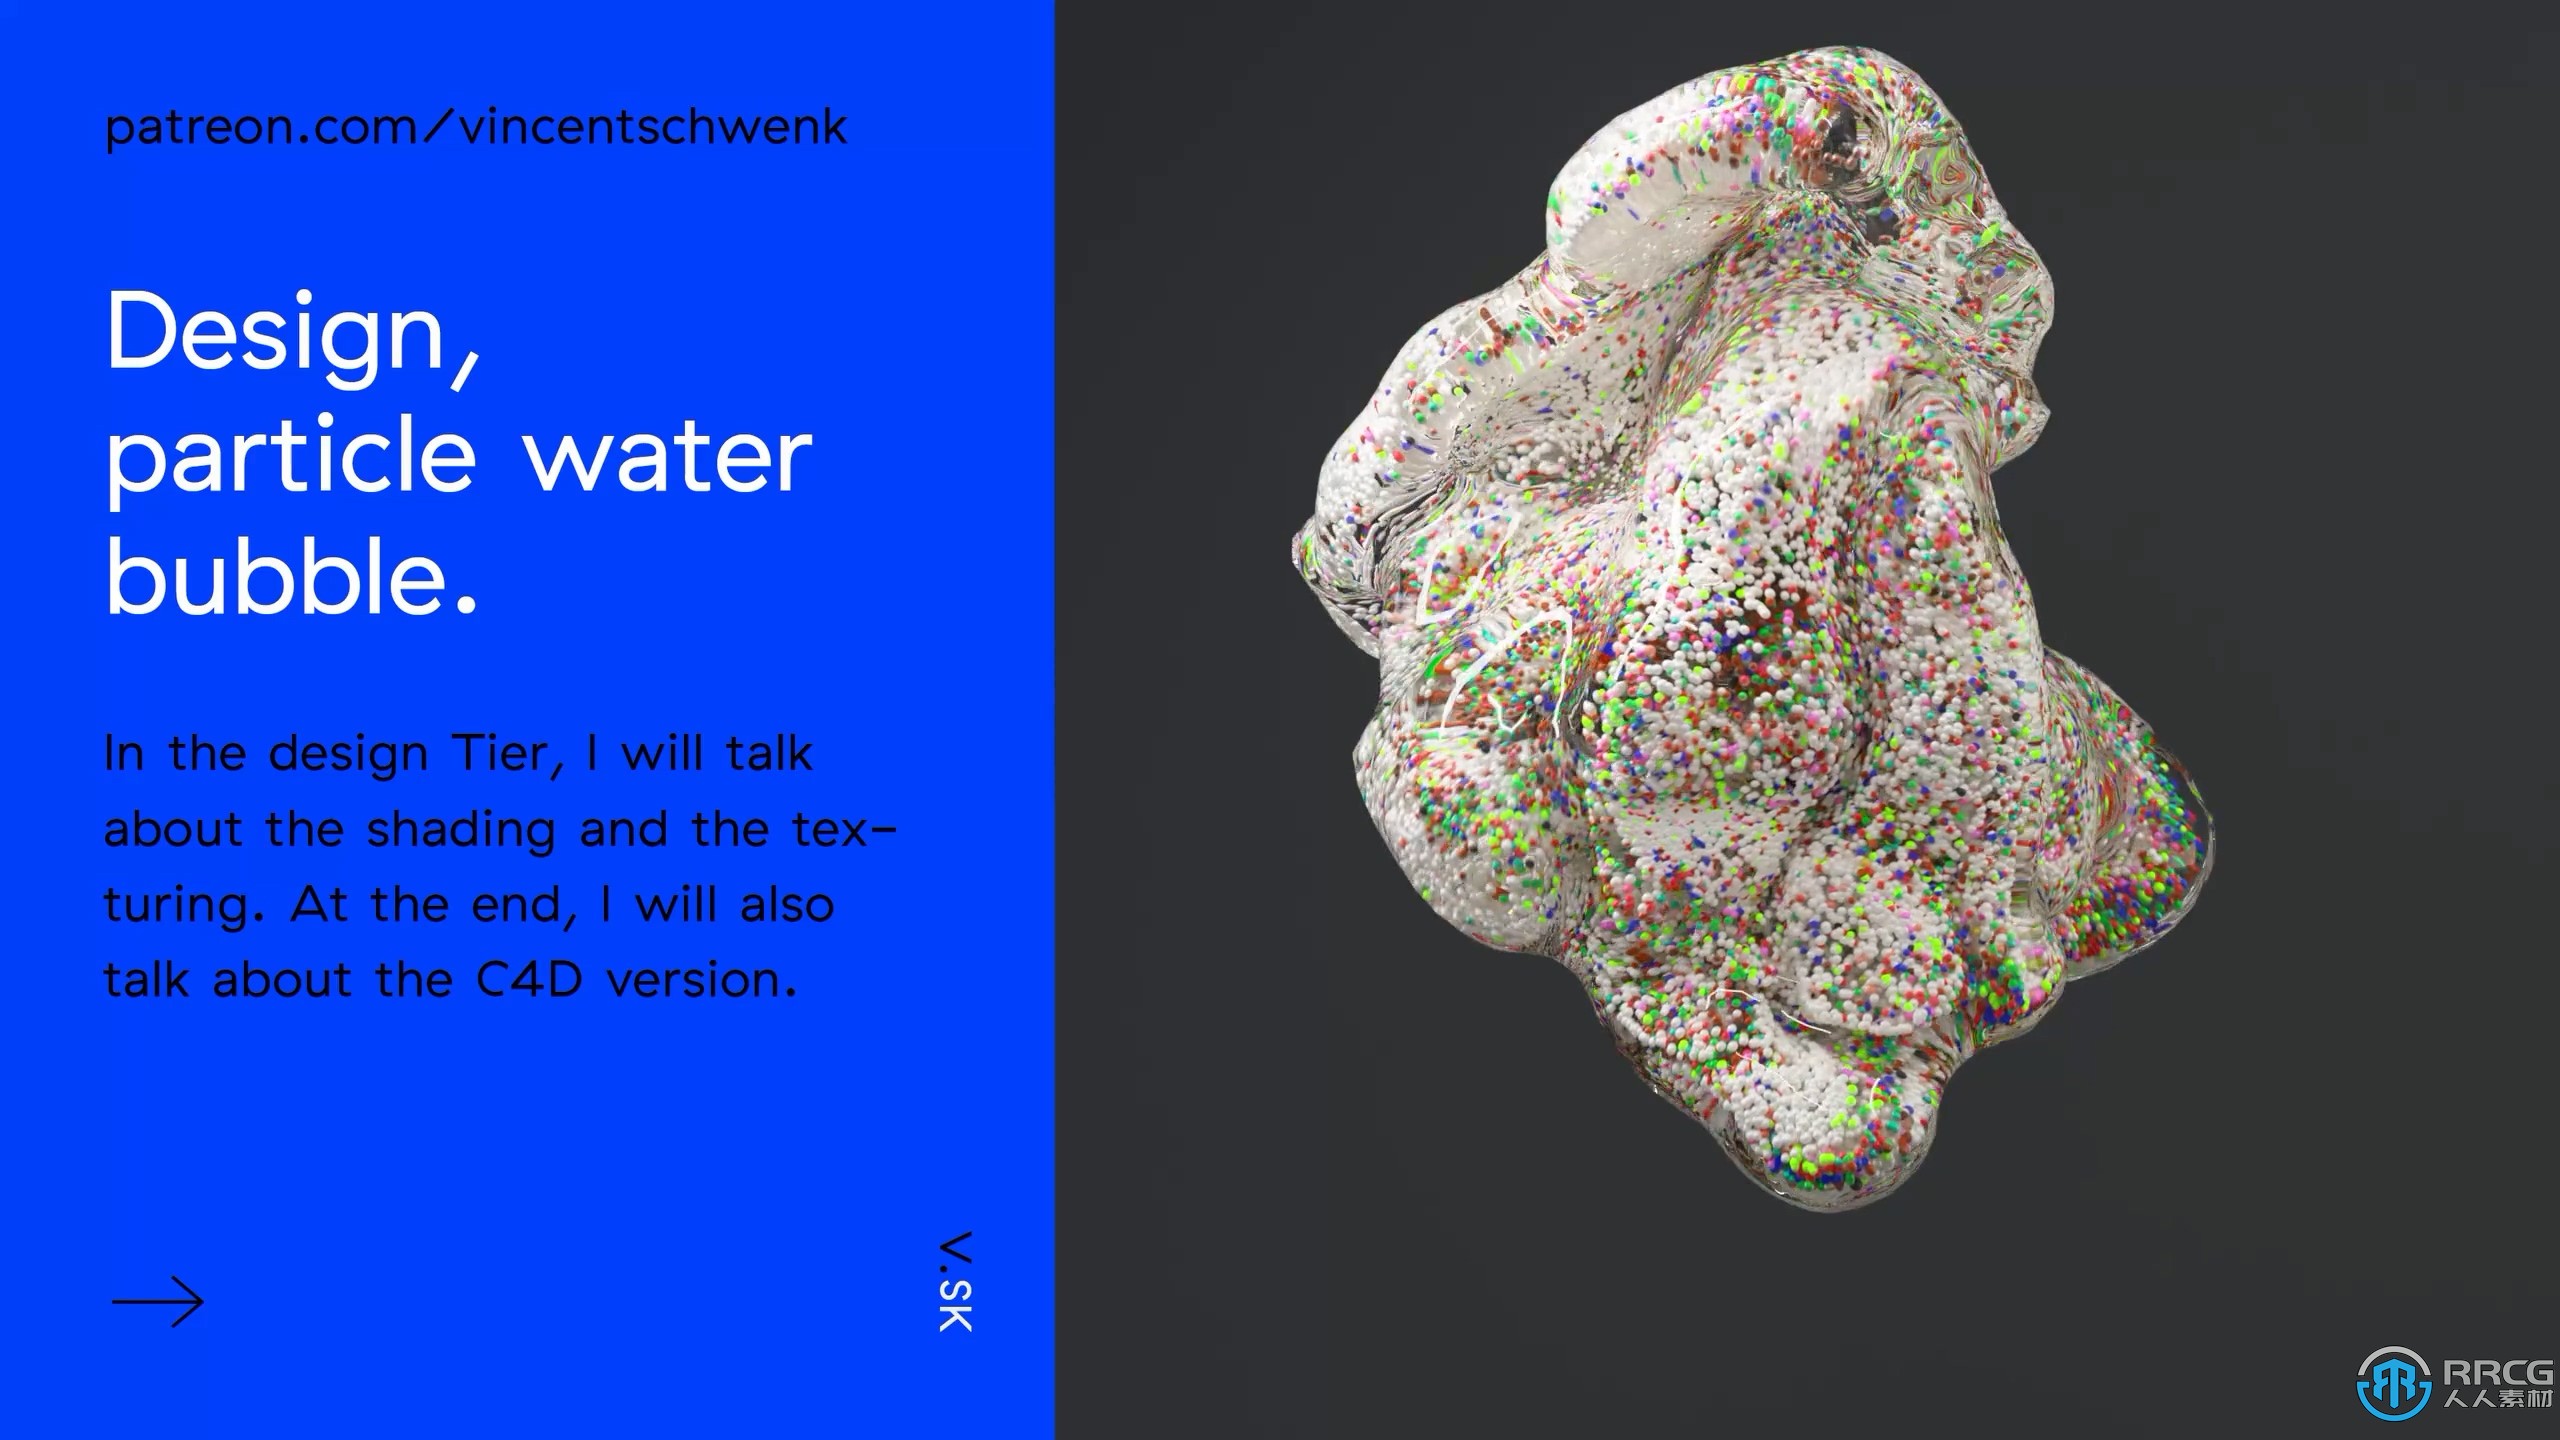 patreon.com/vincentschwenk
Design,
particle water
bubble.
In the design Tier, I will talk
about the shading and the tex-
turing. At the end, I will also
talk about the C4D version.
V.SK
RRCG
人人素材